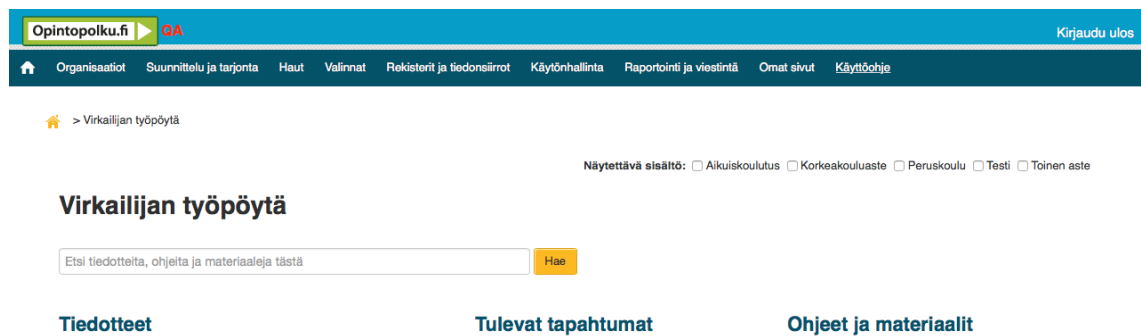 Opintopolku.fi QA
Kirjaudu ulos
Organisaatiot Suunnittelu ja tarjonta Haut Valinnat Rekisterit ja tiedonsiirrot Käytönhallinta Raportointi ja viestintä Omat sivut Käyttöohje
> Virkailijan työpöytä
Näytettävä sisältö: Aikuiskoulutus Korkeakouluaste Peruskoulu Testi Toinen aste
Virkailijan työpöytä
Etsi tiedotteita, ohjeita ja materiaaleja tästä Hae
Tiedotteet Tulevat tapahtumat Ohjeet ja materiaalit